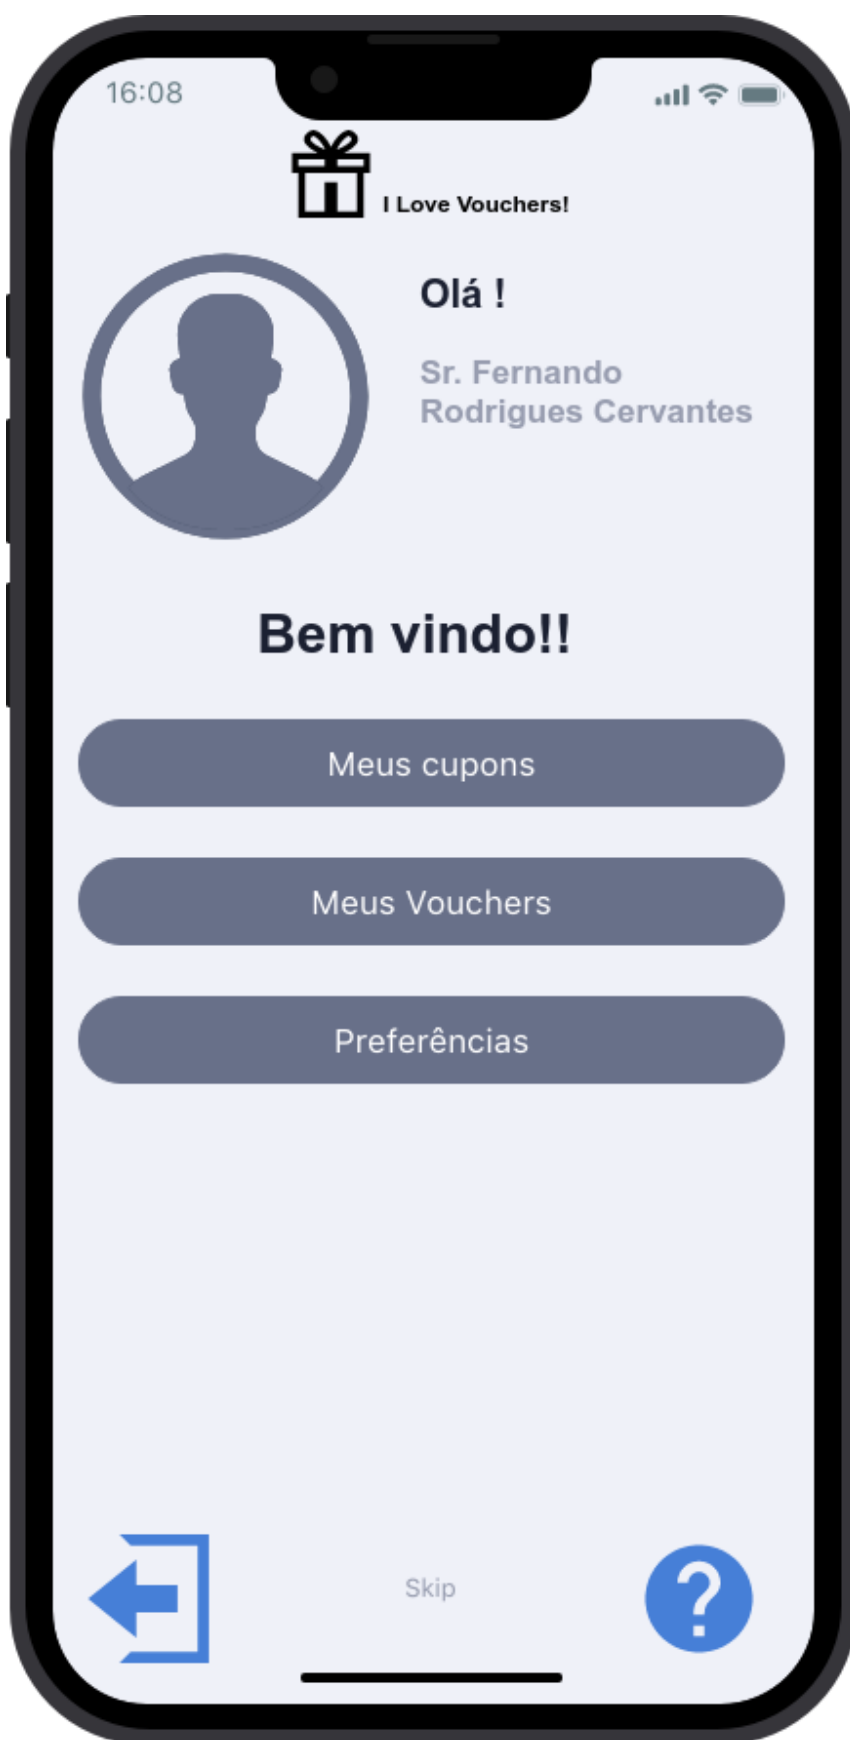 16:08
I Love Vouchers!
Olá !
Sr. Fernando
Rodrigues Cervantes
Bem vindo!!
Meus cupons
Meus Vouchers
Preferências
Skip
?